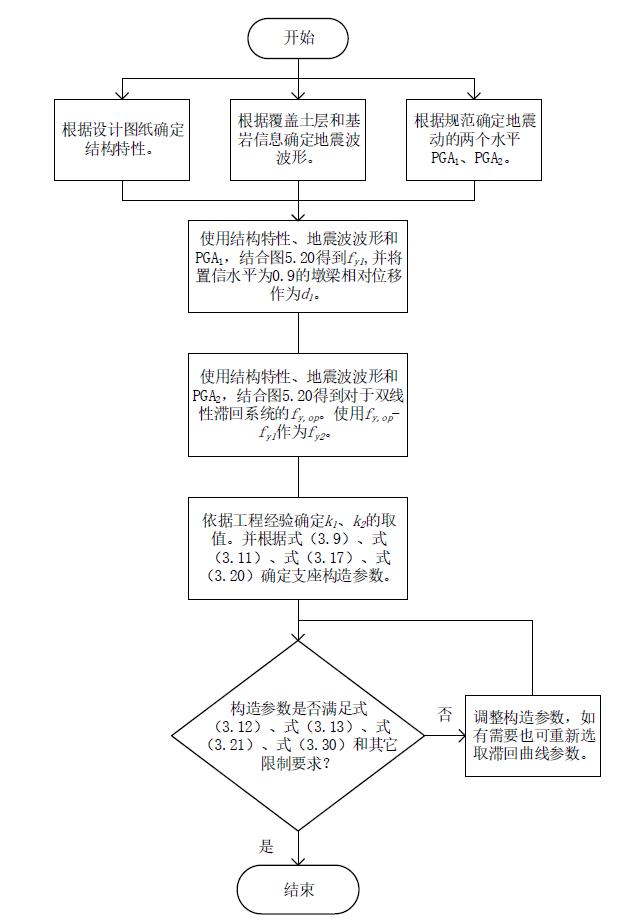 开始
根据设计图纸确定
结构特性。
根据覆盖土层和基
岩信息确定地震波
波形。
根据规范确定地震
动的两个水平
PGA₁、PGA₂。
使用结构特性、地震波波形和
PGA₁，结合图5.20得到fy1,并将
置信水平为0.9的墩梁相对位移
作为d₁。
使用结构特性、地震波波形和
PGA₂，结合图5.20得到对于双线
性滞回系统的fy,op。使用fy,op-
fy1作为fy2。
依据工程经验确定k₁、k₂的取
值。并根据式（3.9）、式
（3.11）、式（3.17）、式
（3.20）确定支座构造参数。
构造参数是否满足式
（3.12）、式（3.13）、式
（3.21）、式（3.30）和其它
限制要求？
否
调整构造参数，如
有需要也可重新选
取滞回曲线参数。
是
结束